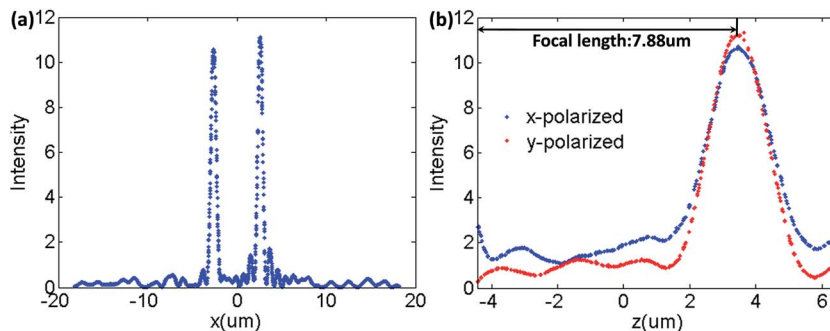 (a)
12
10
8
6
4
2
0
Intensity
-20
-10
0
10
20
x(um)
(b)
12
10
8
6
4
2
0
Intensity
Focal length:7.88um
x-polarized
y-polarized
-4
-2
0
2
4
6
z(um)